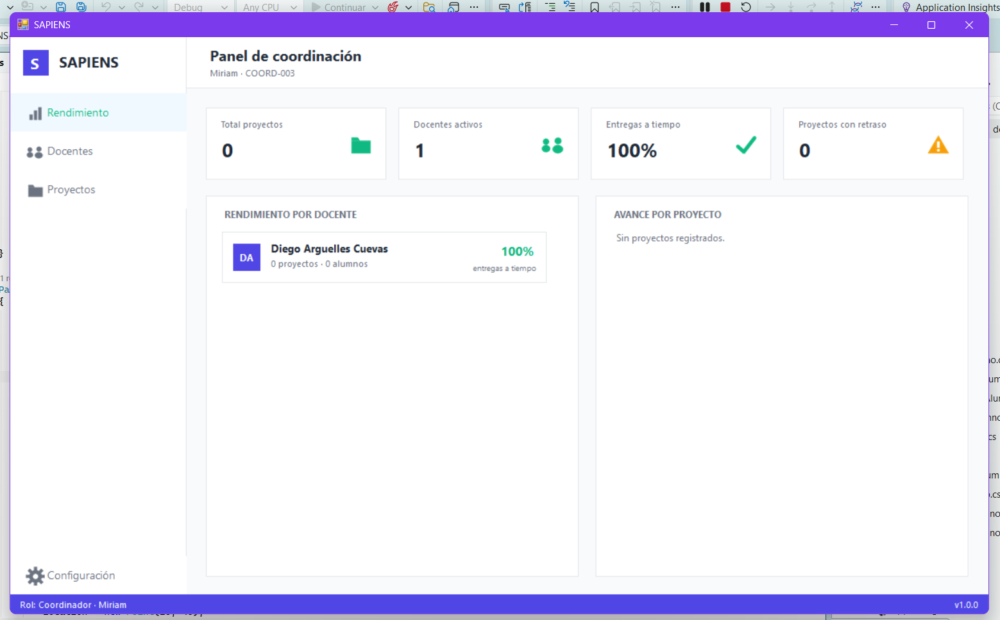 Debug
Any CPU
Continuar
Application Insights
SAPIENS
S
SAPIENS
Panel de coordinación
Miriam · COORD-003
Rendimiento
Docentes
Proyectos
Total proyectos
0
Docentes activos
1
Entregas a tiempo
100%
Proyectos con retraso
0
RENDIMIENTO POR DOCENTE
DA
Diego Arguelles Cuevas
0 proyectos · 0 alumnos
100%
entregas a tiempo
AVANCE POR PROYECTO
Sin proyectos registrados.
Configuración
Rol: Coordinador · Miriam
v1.0.0